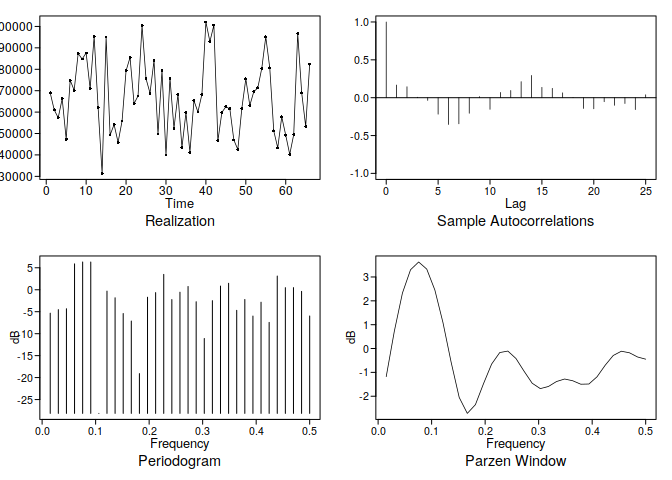 00000
90000
80000
70000
60000
50000
40000
30000
0 10 20 30 40 50 60
Time
Realization
1.0
0.5
0.0
-0.5
-1.0
0 5 10 15 20 25
Lag
Sample Autocorrelations
5
0
-5
-10
-15
-20
-25
dB
0.0 0.1 0.2 0.3 0.4 0.5
Frequency
Periodogram
3
2
1
0
-1
-2
dB
0.0 0.1 0.2 0.3 0.4 0.5
Frequency
Parzen Window